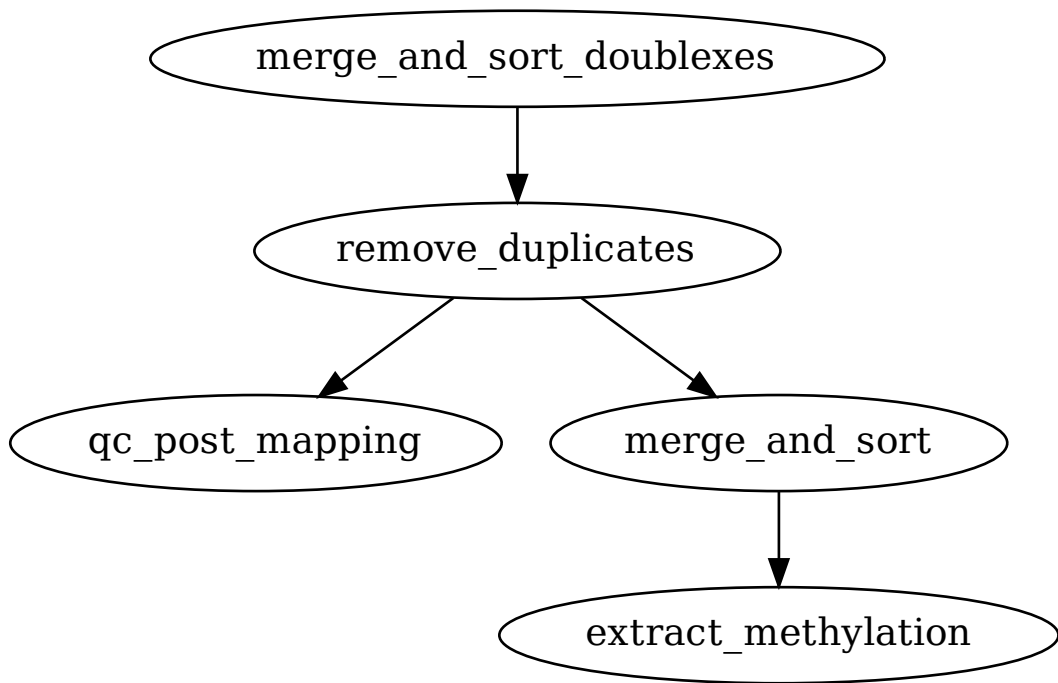 merge_and_sort_doublexes
remove_duplicates
qc_post_mapping
merge_and_sort
extract_methylation